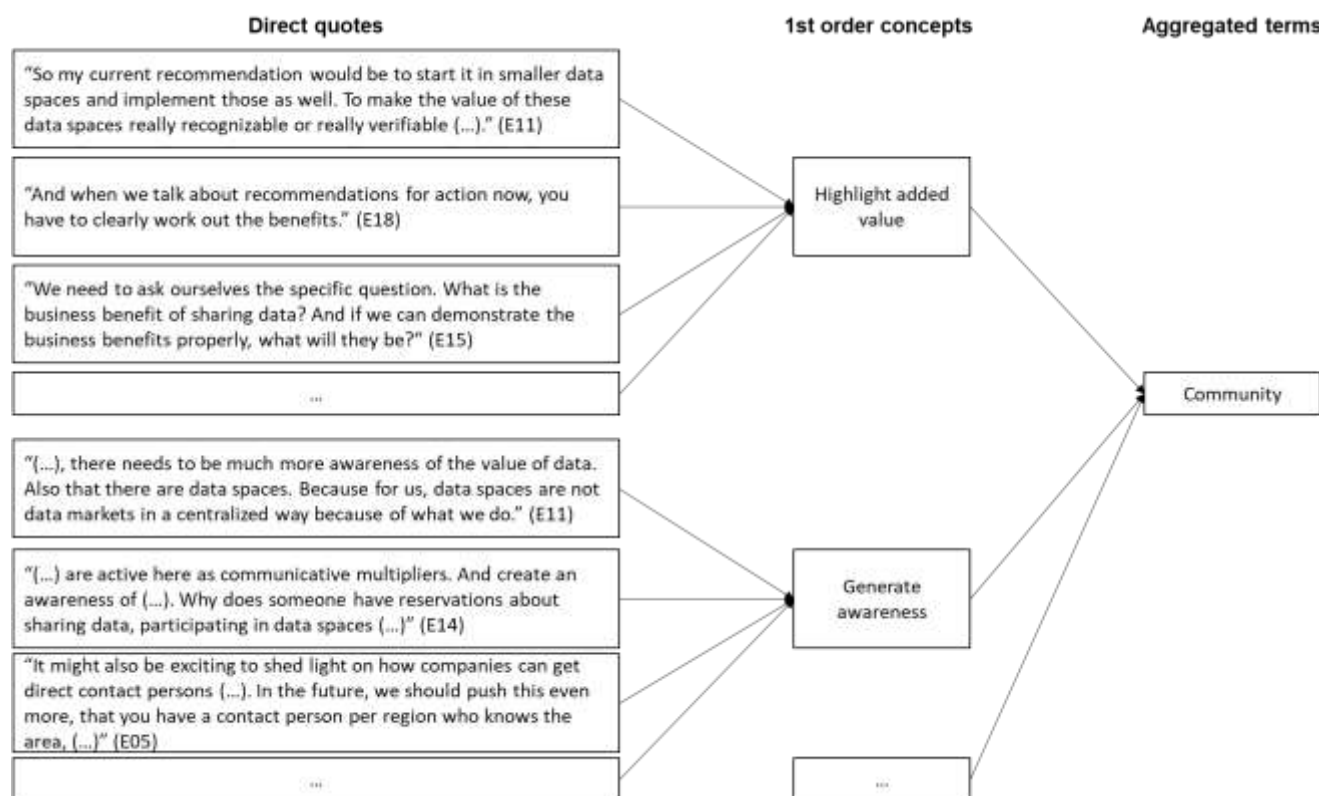 Direct quotes
1st order concepts
Aggregated terms
"So my current recommendation would be to start it in smaller data
spaces and implement those as well. To make the value of these
data spaces really recognizable or really verifiable (...)." (E11)
"And when we talk about recommendations for action now, you
have to clearly work out the benefits." (E18)
"We need to ask ourselves the specific question. What is the
business benefit of sharing data? And if we can demonstrate the
business benefits properly, what will they be?" (E15)
...
Highlight added
value
Community
"(...), there needs to be much more awareness of the value of data.
Also that there are data spaces. Because for us, data spaces are not
data markets in a centralized way because of what we do." (E11)
"(...) are active here as communicative multipliers. And create an
awareness of (...). Why does someone have reservations about
sharing data, participating in data spaces (...)" (E14)
"It might also be exciting to shed light on how companies can get
direct contact persons (...). In the future, we should push this even
more, that you have a contact person per region who knows the
area, (...)" (E05)
...
Generate
awareness
...